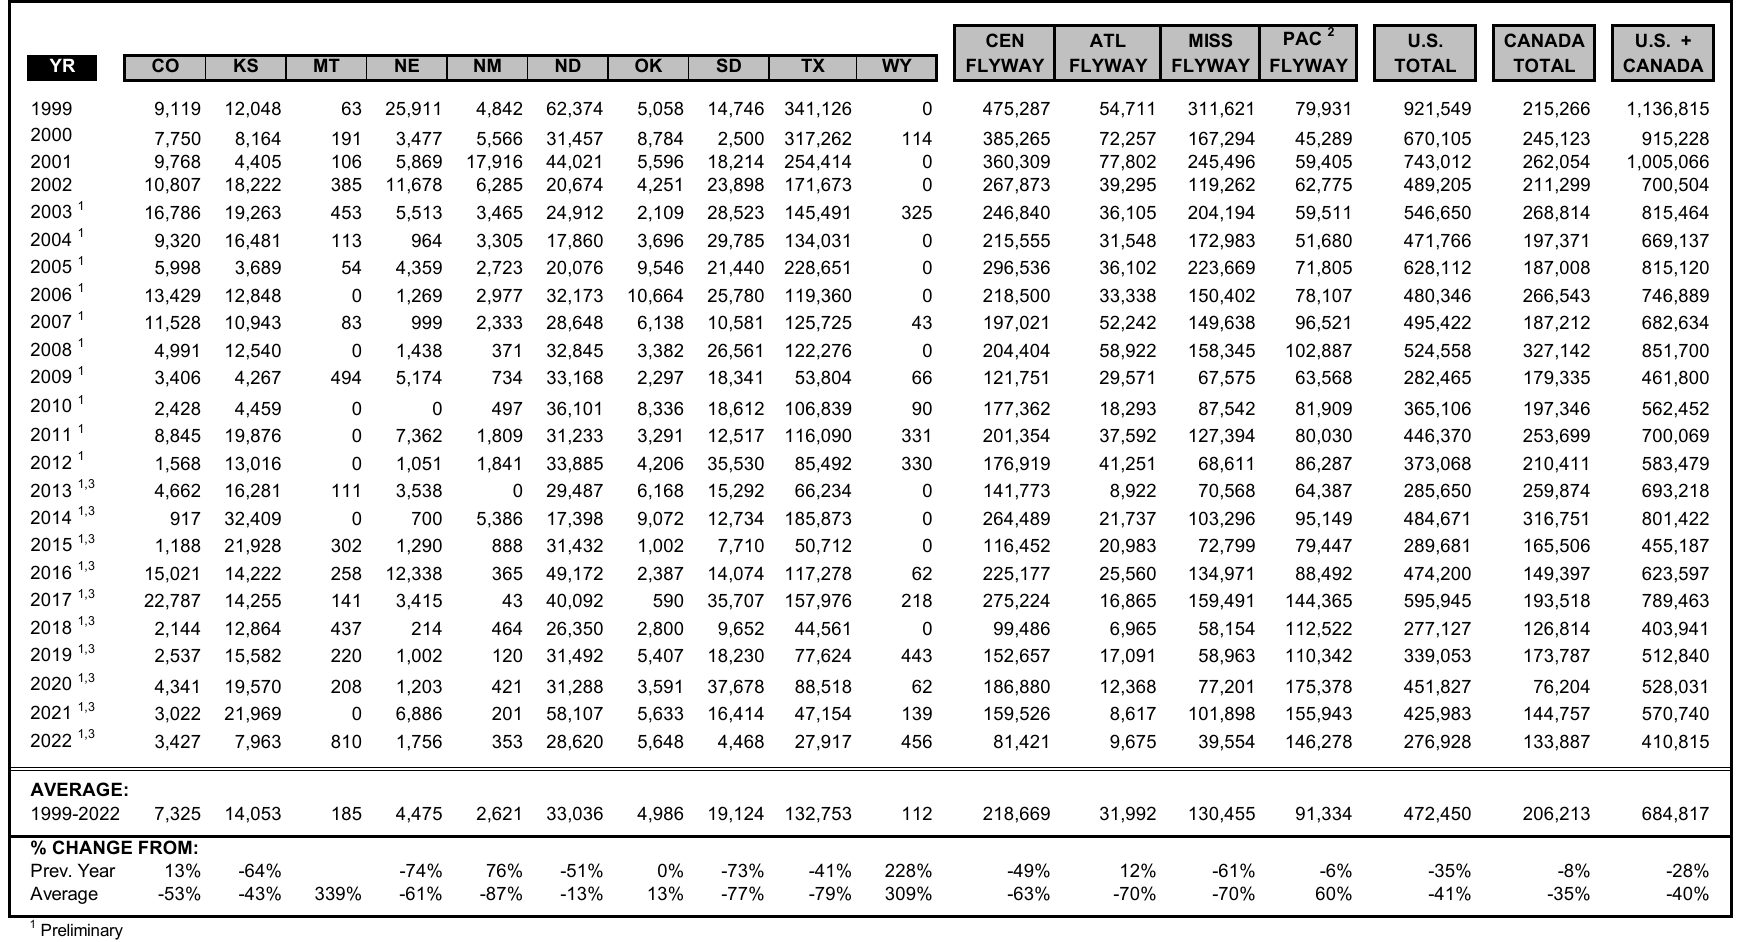 CEN ATL MISS PAC 2 U.S. CANADA U.S. +
YR CO KS MT NE NM ND OK SD TX WY FLYWAY FLYWAY FLYWAY FLYWAY TOTAL TOTAL CANADA
1999 9,119 12,048 63 25,911 4,842 62,374 5,058 14,746 341,126 0 475,287 54,711 311,621 79,931 921,549 215,266 1,136,815
2000 7,750 8,164 191 3,477 5,566 31,457 8,784 2,500 317,262 114 385,265 72,257 167,294 45,289 670,105 245,123 915,228
2001 9,768 4,405 106 5,869 17,916 44,021 5,596 18,214 254,414 0 360,309 77,802 245,496 59,405 743,012 262,054 1,005,066
2002 10,807 18,222 385 11,678 6,285 20,674 4,251 23,898 171,673 0 267,873 39,295 119,262 62,775 489,205 211,299 700,504
2003 1 16,786 19,263 453 5,513 3,465 24,912 2,109 28,523 145,491 325 246,840 36,105 204,194 59,511 546,650 268,814 815,464
2004 1 9,320 16,481 113 964 3,305 17,860 3,696 29,785 134,031 0 215,555 31,548 172,983 51,680 471,766 197,371 669,137
2005 1 5,998 3,689 54 4,359 2,723 20,076 9,546 21,440 228,651 0 296,536 36,102 223,669 71,805 628,112 187,008 815,120
2006 1 13,429 12,848 0 1,269 2,977 32,173 10,664 25,780 119,360 0 218,500 33,338 150,402 78,107 480,346 266,543 746,889
2007 1 11,528 10,943 83 999 2,333 28,648 6,138 10,581 125,725 43 197,021 52,242 149,638 96,521 495,422 187,212 682,634
2008 1 4,991 12,540 0 1,438 371 32,845 3,382 26,561 122,276 0 204,404 58,922 158,345 102,887 524,558 327,142 851,700
2009 1 3,406 4,267 494 5,174 734 33,168 2,297 18,341 53,804 66 121,751 29,571 67,575 63,568 282,465 179,335 461,800
2010 1 2,428 4,459 0 0 497 36,101 8,336 18,612 106,839 90 177,362 18,293 87,542 81,909 365,106 197,346 562,452
2011 1 8,845 19,876 0 7,362 1,809 31,233 3,291 12,517 116,090 331 201,354 37,592 127,394 80,030 446,370 253,699 700,069
2012 1 1,568 13,016 0 1,051 1,841 33,885 4,206 35,530 85,492 330 176,919 41,251 68,611 86,287 373,068 210,411 583,479
2013 1,3 4,662 16,281 111 3,538 0 29,487 6,168 15,292 66,234 0 141,773 8,922 70,568 64,387 285,650 259,874 693,218
2014 1,3 917 32,409 0 700 5,386 17,398 9,072 12,734 185,873 0 264,489 21,737 103,296 95,149 484,671 316,751 801,422
2015 1,3 1,188 21,928 302 1,290 888 31,432 1,002 7,710 50,712 0 116,452 20,983 72,799 79,447 289,681 165,506 455,187
2016 1,3 15,021 14,222 258 12,338 365 49,172 2,387 14,074 117,278 62 225,177 25,560 134,971 88,492 474,200 149,397 623,597
2017 1,3 22,787 14,255 141 3,415 43 40,092 590 35,707 157,976 218 275,224 16,865 159,491 144,365 595,945 193,518 789,463
2018 1,3 2,144 12,864 437 214 464 26,350 2,800 9,652 44,561 0 99,486 6,965 58,154 112,522 277,127 126,814 403,941
2019 1,3 2,537 15,582 220 1,002 120 31,492 5,407 18,230 77,624 443 152,657 17,091 58,963 110,342 339,053 173,787 512,840
2020 1,3 4,341 19,570 208 1,203 421 31,288 3,591 37,678 88,518 62 186,880 12,368 77,201 175,378 451,827 76,204 528,031
2021 1,3 3,022 21,969 0 6,886 201 58,107 5,633 16,414 47,154 139 159,526 8,617 101,898 155,943 425,983 144,757 570,740
2022 1,3 3,427 7,963 810 1,756 353 28,620 5,648 4,468 27,917 456 81,421 9,675 39,554 146,278 276,928 133,887 410,815
AVERAGE:
1999-2022 7,325 14,053 185 4,475 2,621 33,036 4,986 19,124 132,753 112 218,669 31,992 130,455 91,334 472,450 206,213 684,817
% CHANGE FROM:
Prev. Year 13% -64% -74% 76% -51% 0% -73% -41% 228% -49% 12% -61% -6% -35% -8% -28%
Average -53% -43% 339% -61% -87% -13% 13% -77% -79% 309% -63% -70% -70% 60% -41% -35% -40%
1 Preliminary